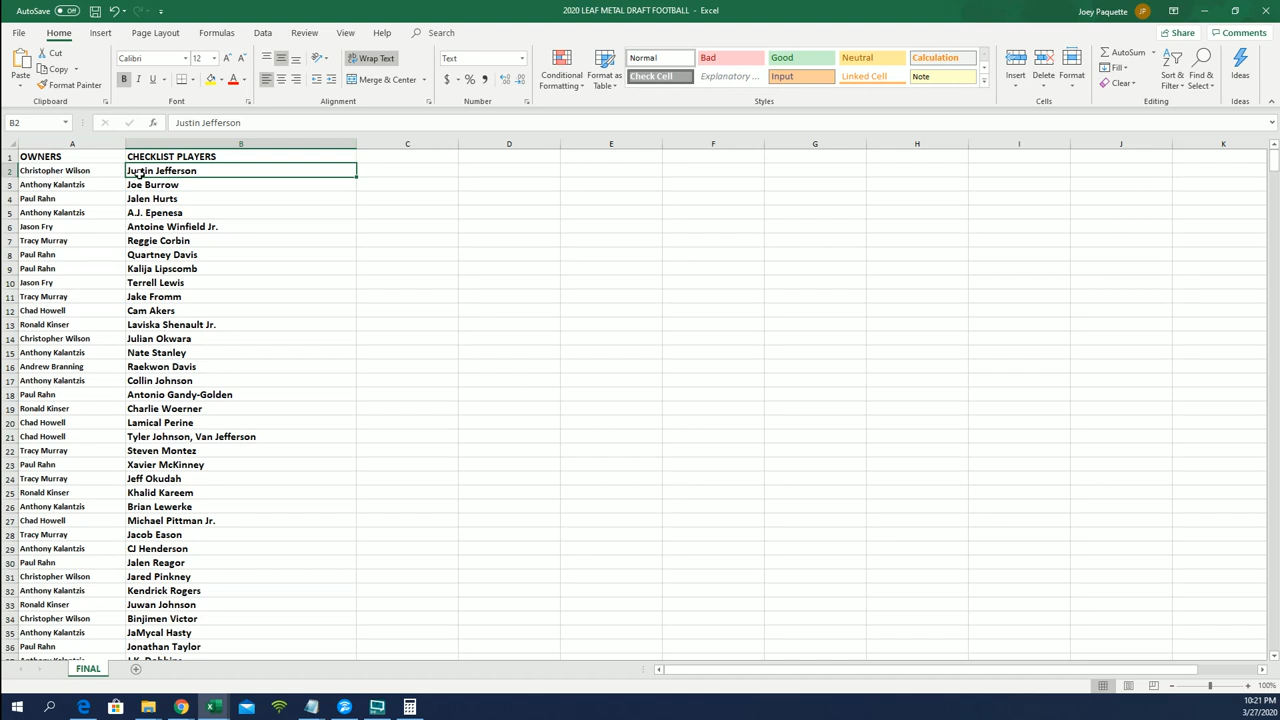 AutoSave Off 2020 LEAF METAL DRAFT FOOTBALL - Excel Joey Paquette JP
File Home Insert Page Layout Formulas Data Review View Help Search Share Comments
Paste Cut Copy Format Painter Clipboard
Calibri 12 A A B I U A Font
Wrap Text Merge & Center Alignment
Text $ % Number
Conditional Formatting Format as Table
Normal Bad Good Neutral Calculation
Check Cell Explanatory ... Input Linked Cell Note
Styles
Insert Delete Format Cells
AutoSum Fill Clear Sort & Filter Find & Select Editing
Ideas Ideas
B2 fx Justin Jefferson
A B C D E F G H I J K
1 OWNERS CHECKLIST PLAYERS
2 Christopher Wilson Justin Jefferson
3 Anthony Kalantzis Joe Burrow
4 Paul Rahn Jalen Hurts
5 Anthony Kalantzis A.J. Epenesa
6 Jason Fry Antoine Winfield Jr.
7 Tracy Murray Reggie Corbin
8 Paul Rahn Quartney Davis
9 Paul Rahn Kalija Lipscomb
10 Jason Fry Terrell Lewis
11 Tracy Murray Jake Fromm
12 Chad Howell Cam Akers
13 Ronald Kinser Laviska Shenault Jr.
14 Christopher Wilson Julian Okwara
15 Anthony Kalantzis Nate Stanley
16 Andrew Branning Raekwon Davis
17 Anthony Kalantzis Collin Johnson
18 Paul Rahn Antonio Gandy-Golden
19 Ronald Kinser Charlie Woerner
20 Chad Howell Lamical Perine
21 Chad Howell Tyler Johnson, Van Jefferson
22 Tracy Murray Steven Montez
23 Paul Rahn Xavier McKinney
24 Tracy Murray Jeff Okudah
25 Ronald Kinser Khalid Kareem
26 Anthony Kalantzis Brian Lewerke
27 Chad Howell Michael Pittman Jr.
28 Tracy Murray Jacob Eason
29 Anthony Kalantzis CJ Henderson
30 Paul Rahn Jalen Reagor
31 Christopher Wilson Jared Pinkney
32 Anthony Kalantzis Kendrick Rogers
33 Ronald Kinser Juwan Johnson
34 Christopher Wilson Binjimen Victor
35 Anthony Kalantzis JaMycal Hasty
36 Paul Rahn Jonathan Taylor
FINAL
100%
10:21 PM
3/27/2020